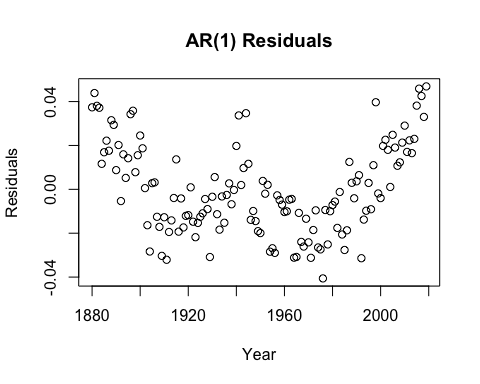 AR(1) Residuals
Residuals
0.04
0.00
-0.04
1880 1920 1960 2000
Year